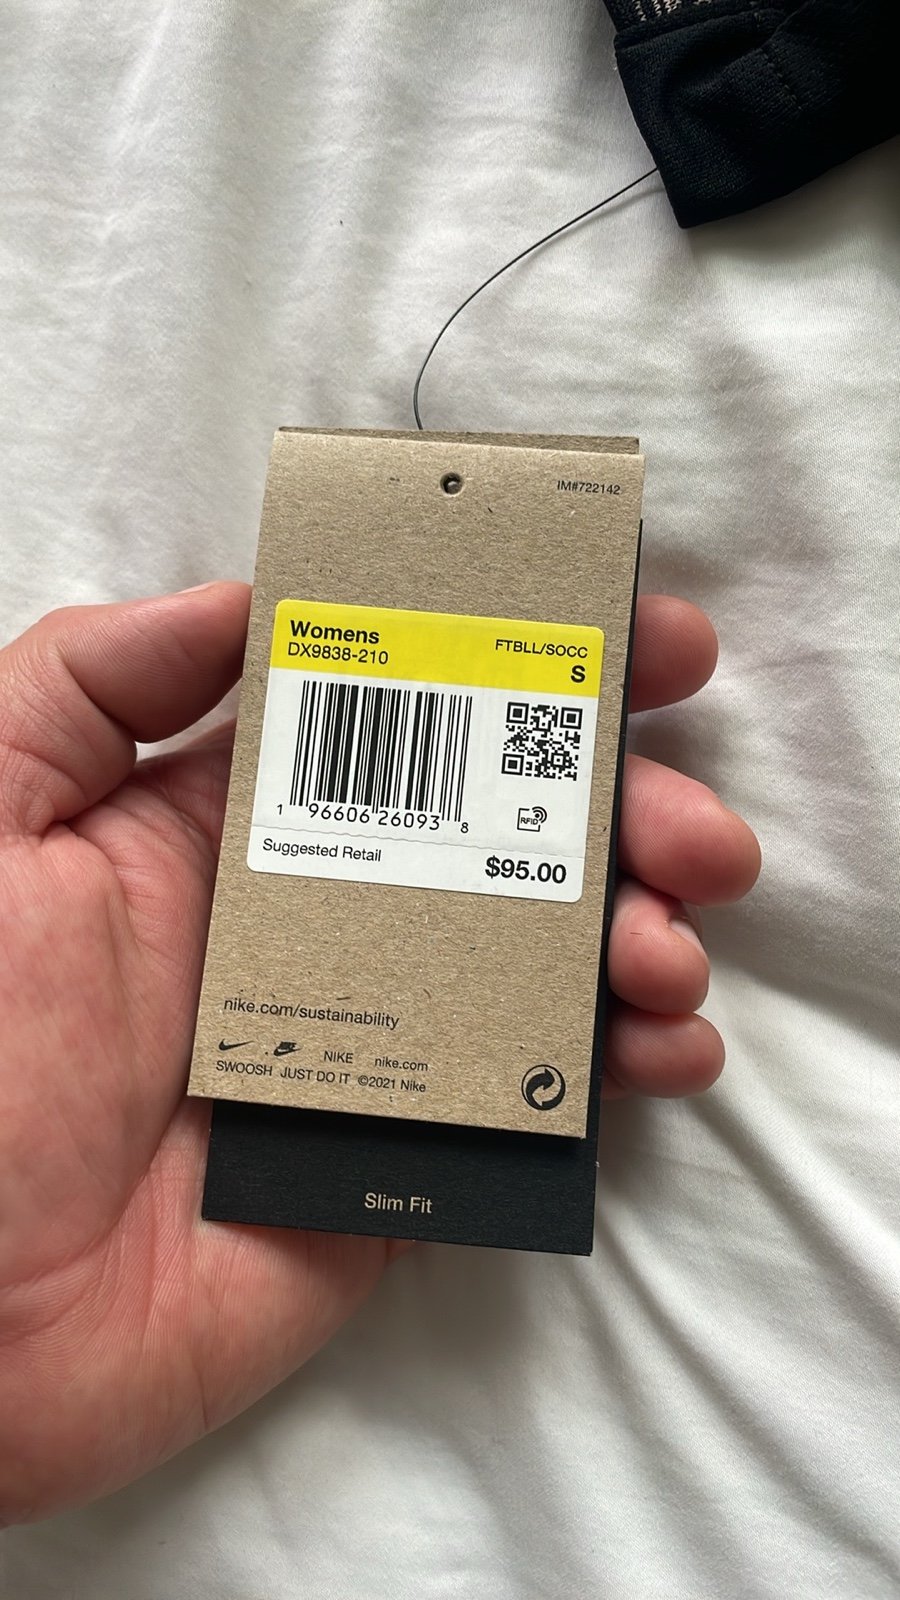 IM#722142
Womens
DX9838-210
FTBLL/SOCC
S
1 96606 26093 8
RFID
Suggested Retail
$95.00
nike.com/sustainability
NIKE nike.com
SWOOSH JUST DO IT ©2021 Nike
Slim Fit